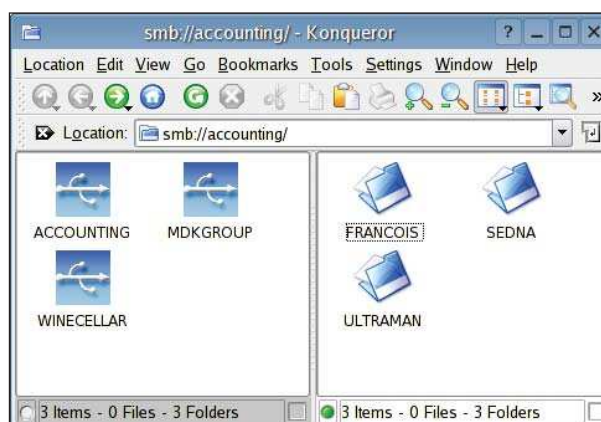 smb://accounting/ - Konqueror
Location Edit View Go Bookmarks Tools Settings Window Help
Location: smb://accounting/
ACCOUNTING MDKGROUP
WINECELLAR
FRANCOIS SEDNA
ULTRAMAN
3 Items - 0 Files - 3 Folders
3 Items - 0 Files - 3 Folders